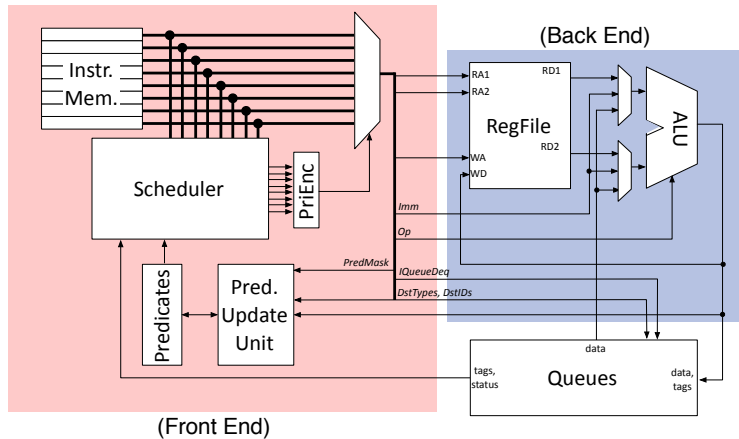 (Back End)
Instr.
Mem.
RA1
RA2
RD1
RegFile
RD2
WA
WD
ALU
Scheduler
PriEnc
Imm
Op
PredMask
IQueueDeq
DstTypes, DstIDs
Predicates
Pred.
Update
Unit
data
tags,
status
Queues
data,
tags
(Front End)